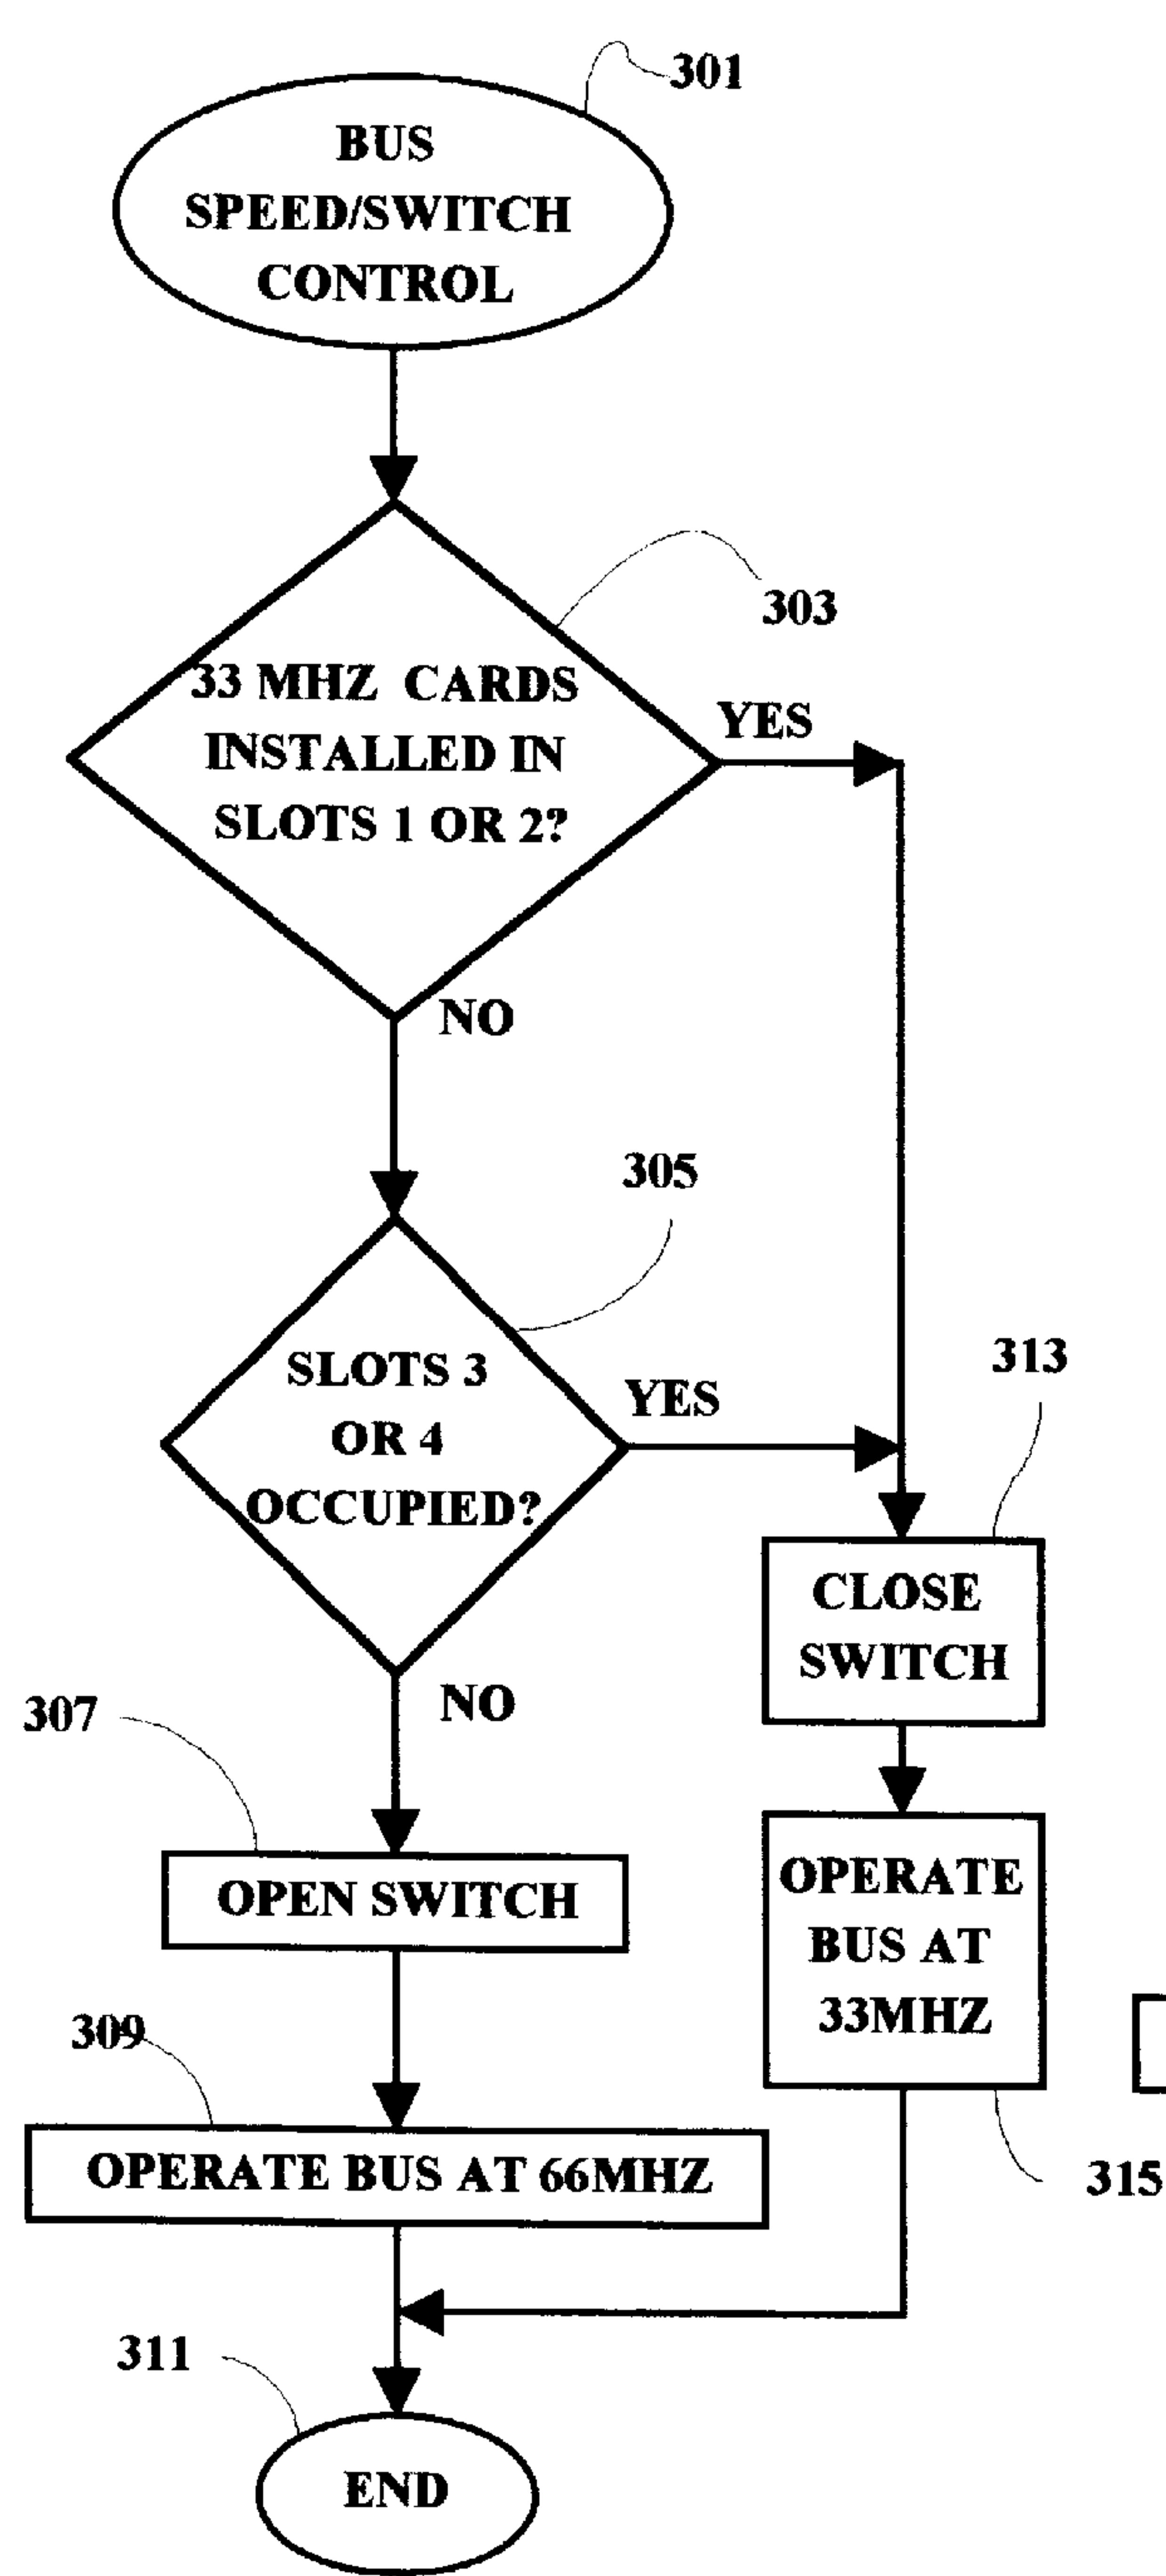 301
BUS
SPEED/SWITCH
CONTROL
303
33 MHZ CARDS
INSTALLED IN
SLOTS 1 OR 2?
YES
NO
305
SLOTS 3
OR 4
OCCUPIED?
YES
313
CLOSE
SWITCH
NO
307
OPEN SWITCH
OPERATE
BUS AT
33MHZ
309
OPERATE BUS AT 66MHZ
315
311
END